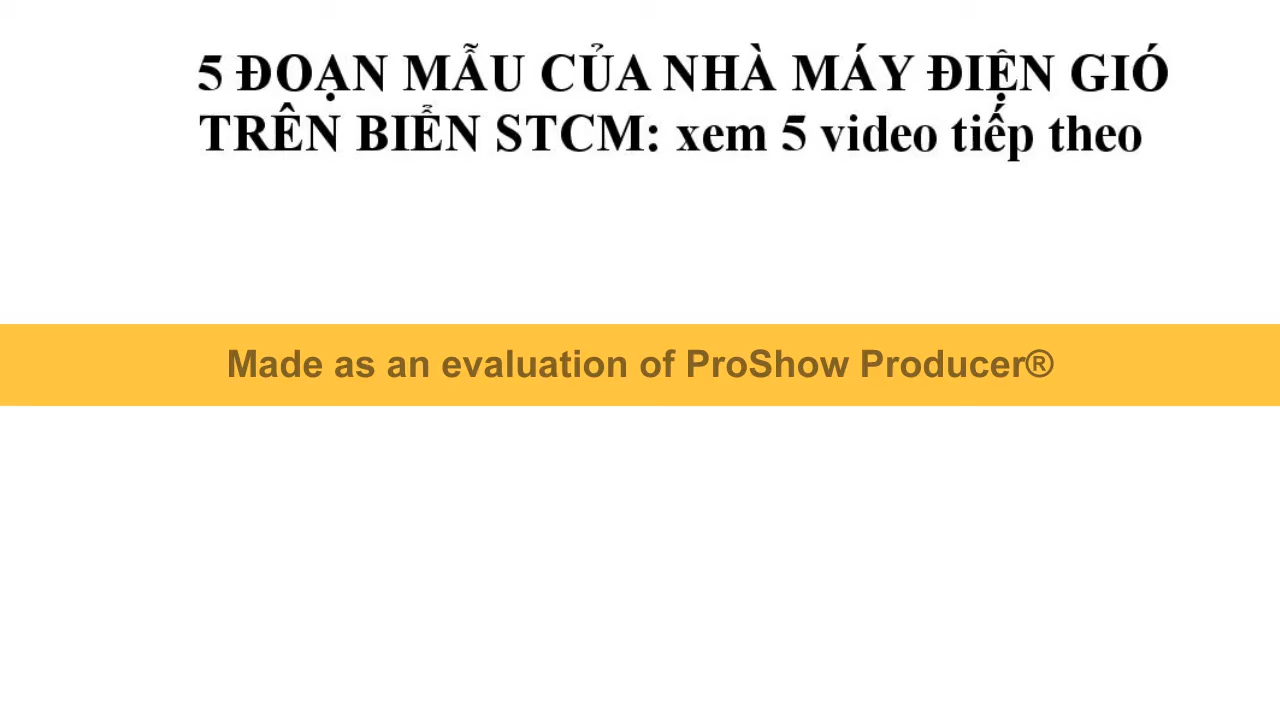 5 ĐOẠN MẪU CỦA NHÀ MÁY ĐIỆN GIÓ
TRÊN BIỂN STCM: xem 5 video tiếp theo
Made as an evaluation of ProShow Producer®